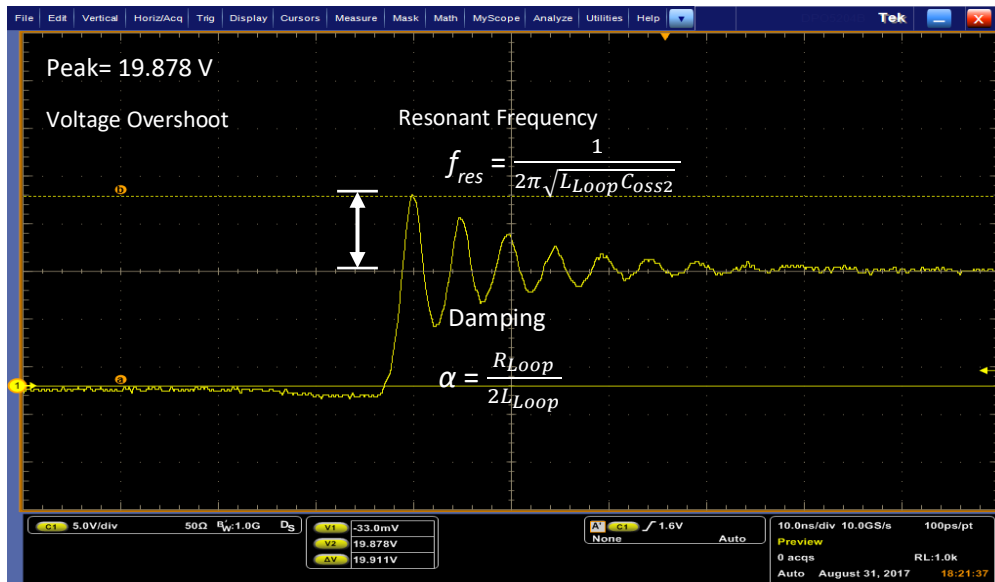 File Edit Vertical Horiz/Acq Trig Display Cursors Measure Mask Math MyScope Analyze Utilities Help Tek X
Peak= 19.878 V
Voltage Overshoot
Resonant Frequency
f_res = 1 / 2π√(L_Loop C_oss2)
b
Damping
α = R_Loop / 2L_Loop
a
1
C1 5.0V/div 50Ω B_W:1.0G D_S
V1 -33.0mV
V2 19.878V
ΔV 19.911V
A' C1 ∫ 1.6V
None Auto
10.0ns/div 10.0GS/s 100ps/pt
Preview
0 acqs RL:1.0k
Auto August 31, 2017 18:21:37